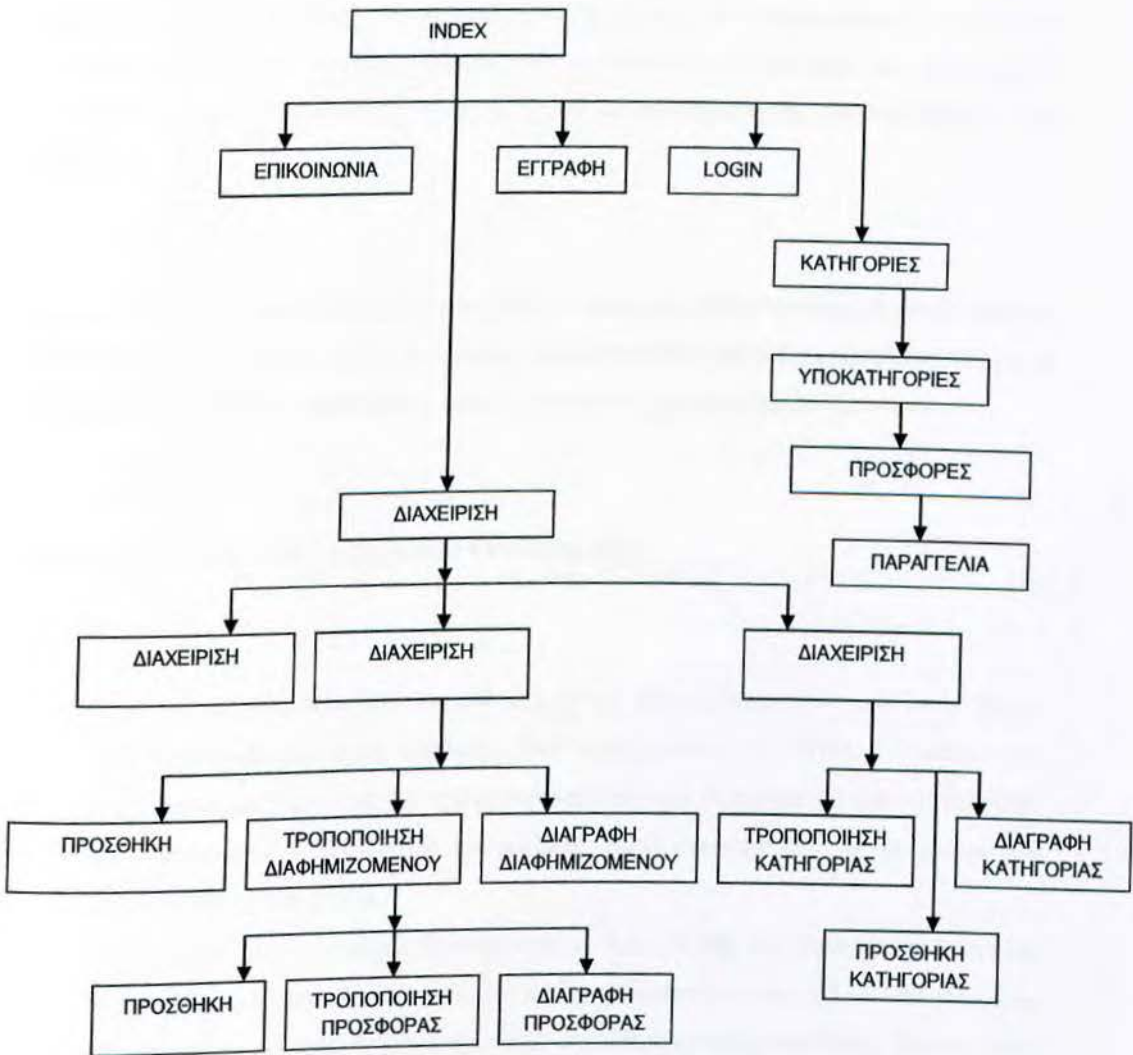 INDEX
ΕΠΙΚΟΙΝΩΝΙΑ
ΕΓΓΡΑΦΗ
LOGIN
ΚΑΤΗΓΟΡΙΕΣ
ΥΠΟΚΑΤΗΓΟΡΙΕΣ
ΠΡΟΣΦΟΡΕΣ
ΔΙΑΧΕΙΡΙΣΗ
ΠΑΡΑΓΓΕΛΙΑ
ΔΙΑΧΕΙΡΙΣΗ
ΔΙΑΧΕΙΡΙΣΗ
ΔΙΑΧΕΙΡΙΣΗ
ΠΡΟΣΘΗΚΗ
ΤΡΟΠΟΠΟΙΗΣΗ
ΔΙΑΦΗΜΙΖΟΜΕΝΟΥ
ΔΙΑΓΡΑΦΗ
ΔΙΑΦΗΜΙΖΟΜΕΝΟΥ
ΤΡΟΠΟΠΟΙΗΣΗ
ΚΑΤΗΓΟΡΙΑΣ
ΔΙΑΓΡΑΦΗ
ΚΑΤΗΓΟΡΙΑΣ
ΠΡΟΣΘΗΚΗ
ΚΑΤΗΓΟΡΙΑΣ
ΠΡΟΣΘΗΚΗ
ΤΡΟΠΟΠΟΙΗΣΗ
ΠΡΟΣΦΟΡΑΣ
ΔΙΑΓΡΑΦΗ
ΠΡΟΣΦΟΡΑΣ